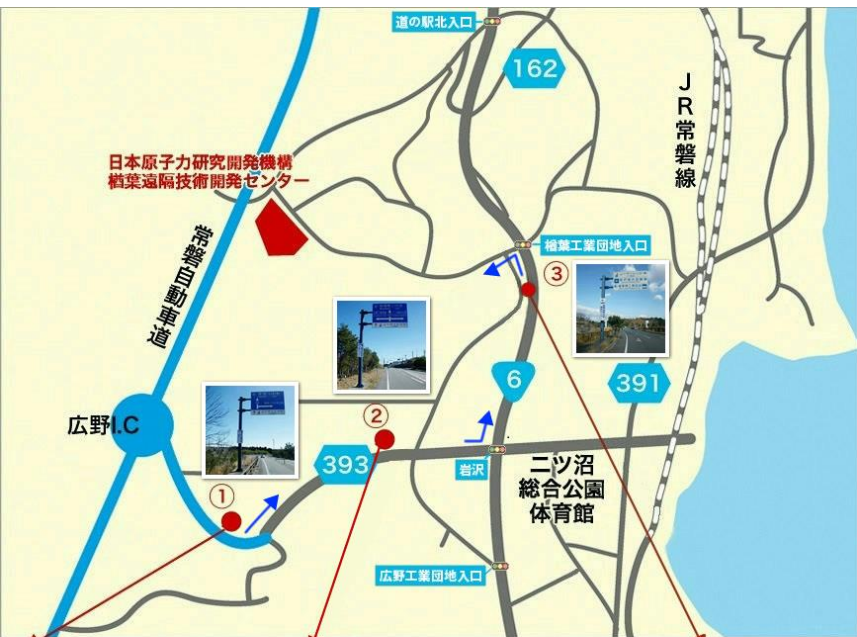 道の駅北入口
162
JR常磐線
日本原子力研究開発機構
楢葉遠隔技術開発センター
常磐自動車道
楢葉工業団地入口
③
6
391
広野I.C
②
①
393
岩沢
二ツ沼
総合公園
体育館
広野工業団地入口